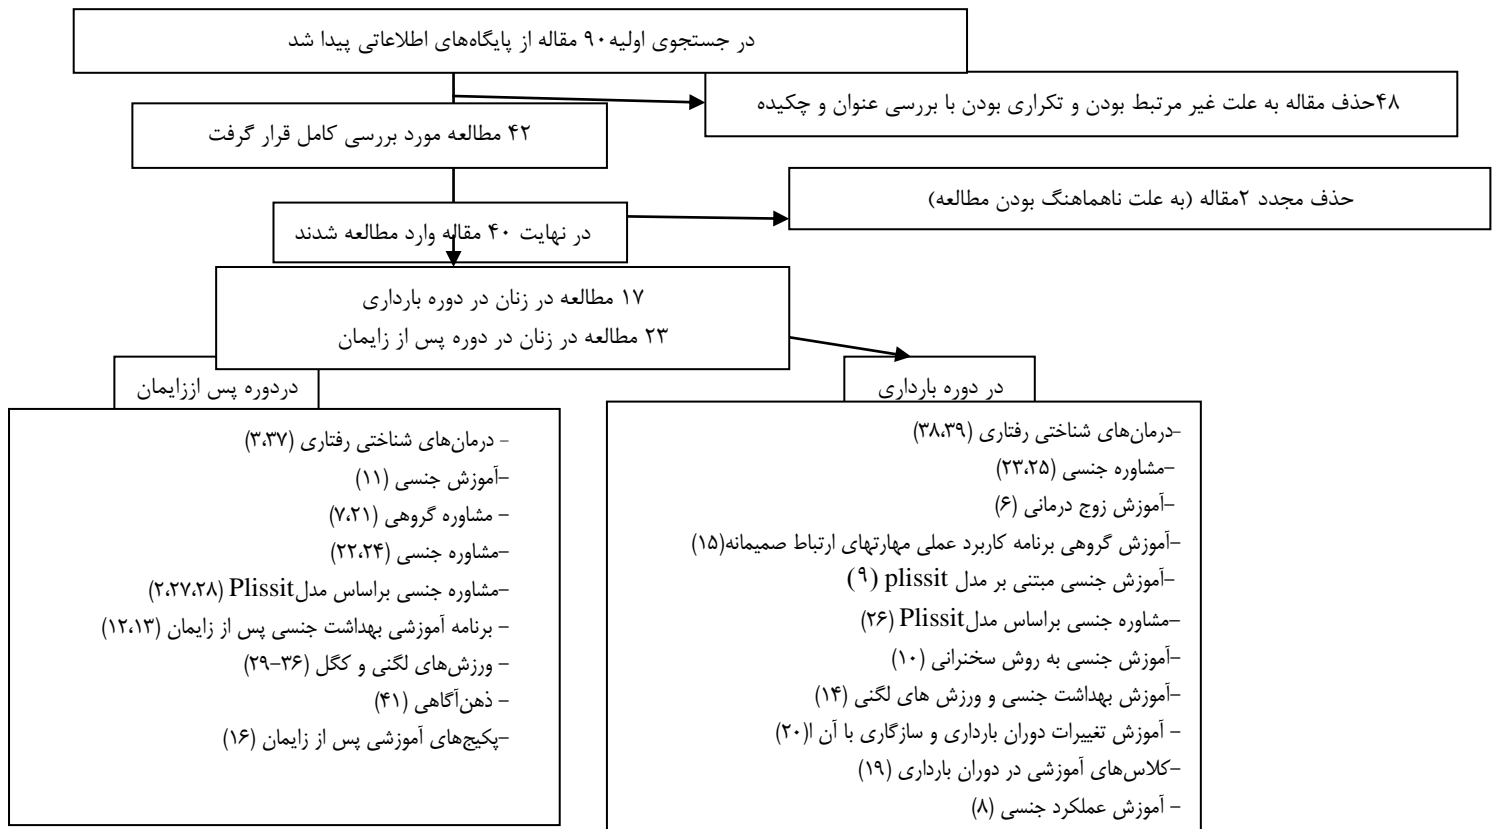 در جستجوی اولیه۹۰ مقاله از پایگاه‌های اطلاعاتی پیدا شد
۴۸حذف مقاله به علت غیر مرتبط بودن و تکراری بودن با بررسی عنوان و چکیده
۴۲ مطالعه مورد بررسی کامل قرار گرفت
حذف مجدد ۲مقاله (به علت ناهماهنگ بودن مطالعه)
در نهایت ۴۰ مقاله وارد مطالعه شدند
۱۷ مطالعه در زنان در دوره بارداری
۲۳ مطالعه در زنان در دوره پس از زایمان
در دوره بارداری
-درمان‌های شناختی رفتاری (۳۸،۳۹)
-مشاوره جنسی (۲۳،۲۵)
-آموزش زوج درمانی (۶)
-آموزش گروهی برنامه کاربرد عملی مهارتهای ارتباط صمیمانه(۱۵)
-آموزش جنسی مبتنی بر مدل plissit (۹)
-مشاوره جنسی براساس مدلPlissit (۲۶)
-آموزش جنسی به روش سخنرانی (۱۰)
-آموزش بهداشت جنسی و ورزش های لگنی (۱۴)
- آموزش تغییرات دوران بارداری و سازگاری با آن ا(۲۰)
-کلاس‌های آموزشی در دوران بارداری (۱۹)
- آموزش عملکرد جنسی (۸)
دردوره پس اززایمان
- درمان‌های شناختی رفتاری (۳،۳۷)
-آموزش جنسی (۱۱)
- مشاوره گروهی (۷،۲۱)
-مشاوره جنسی (۲۲،۲۴)
-مشاوره جنسی براساس مدلPlissit (۲،۲۷،۲۸)
- برنامه آموزشی بهداشت جنسی پس از زایمان (۱۲،۱۳)
- ورزش‌های لگنی و کگل (۲۹-۳۶)
- ذهن‌آگاهی (۴۱)
-پکیج‌های آموزشی پس از زایمان (۱۶)